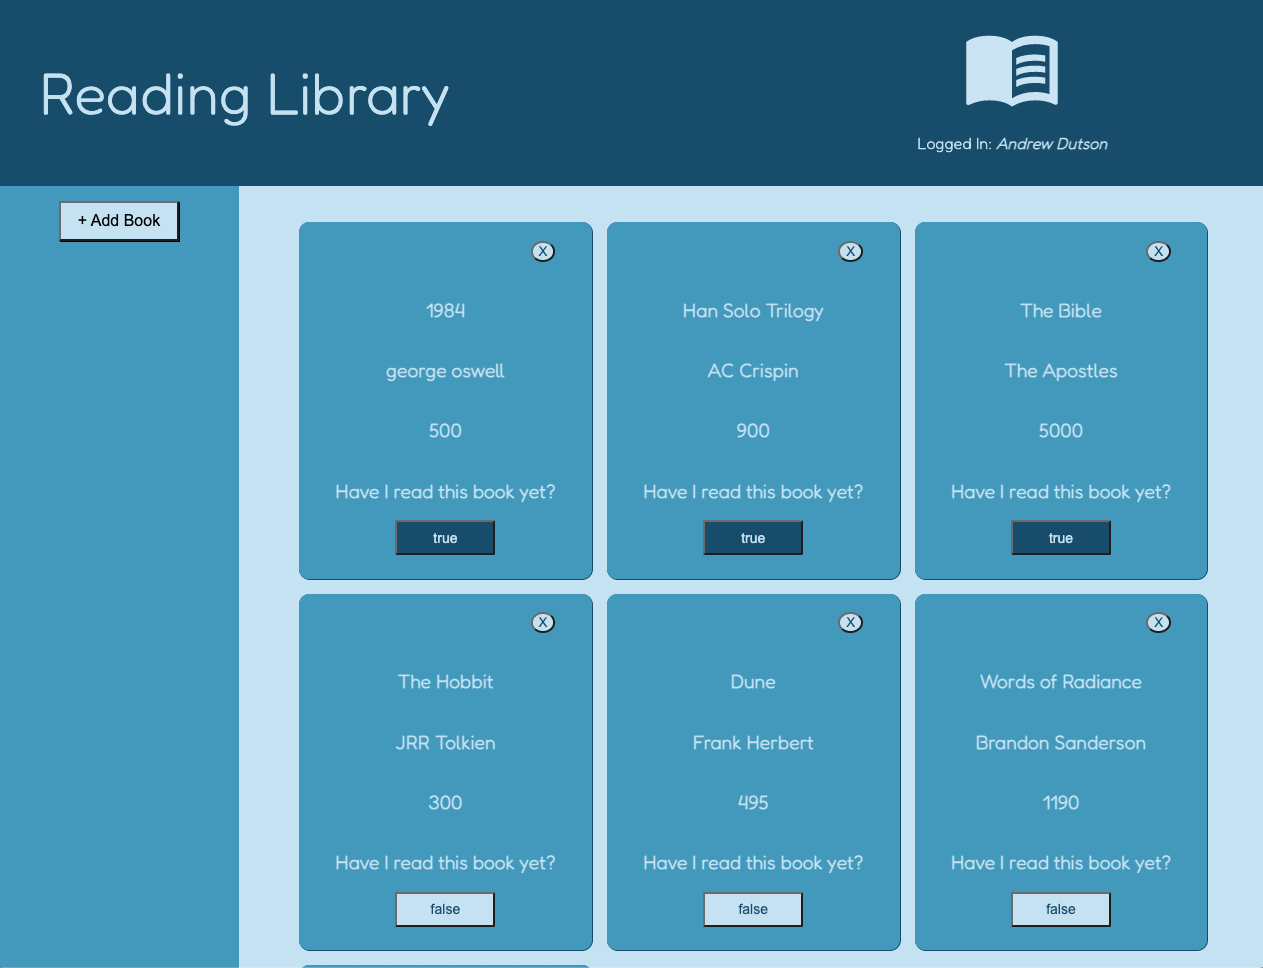 Reading Library
Logged In: Andrew Dutson
+ Add Book
X
1984
george oswell
500
Have I read this book yet?
true
X
Han Solo Trilogy
AC Crispin
900
Have I read this book yet?
true
X
The Bible
The Apostles
5000
Have I read this book yet?
true
X
The Hobbit
JRR Tolkien
300
Have I read this book yet?
false
X
Dune
Frank Herbert
495
Have I read this book yet?
false
X
Words of Radiance
Brandon Sanderson
1190
Have I read this book yet?
false